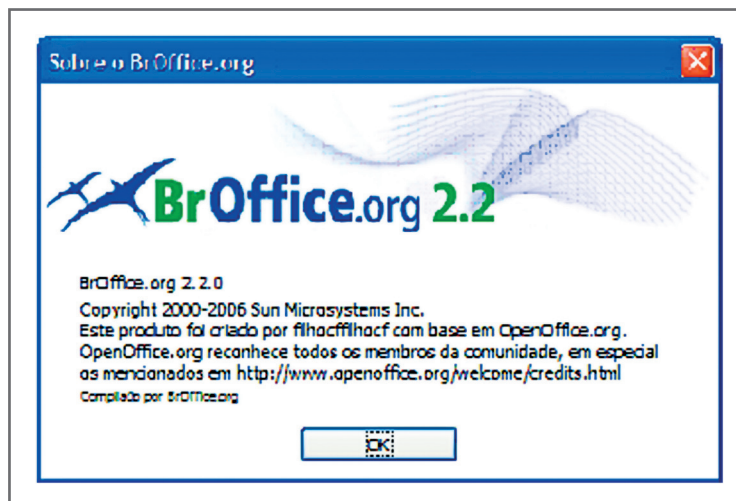 Sobre o BrOffice.org
BrOffice.org 2.2
BrOffice.org 2.2.0
Copyright 2000-2006 Sun Microsystems Inc.
Este produto foi criado por filhacffilhacf com base em OpenOffice.org.
OpenOffice.org reconhece todos os membros da comunidade, em especial
os mencionados em http://www.openoffice.org/welcome/credits.html
Compilado por BrOffice.org
OK